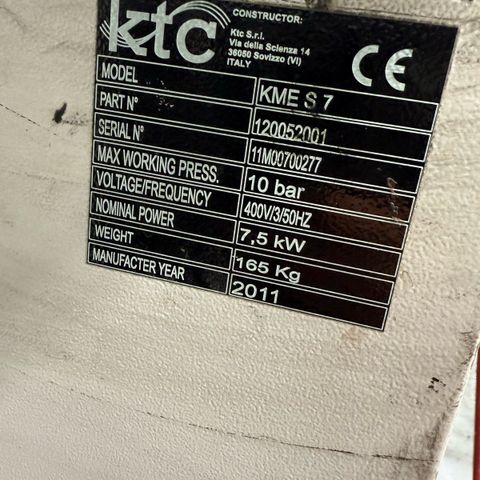 ktc
CONSTRUCTOR:
Ktc S.r.l.
Via della Scienza 14
36050 Sovizzo (VI)
ITALY
CE
MODEL KME S 7
PART N° 120052001
SERIAL N° 11M00700277
MAX WORKING PRESS. 10 bar
VOLTAGE/FREQUENCY 400V/3/50HZ
NOMINAL POWER 7,5 kW
WEIGHT 165 Kg
MANUFACTER YEAR 2011